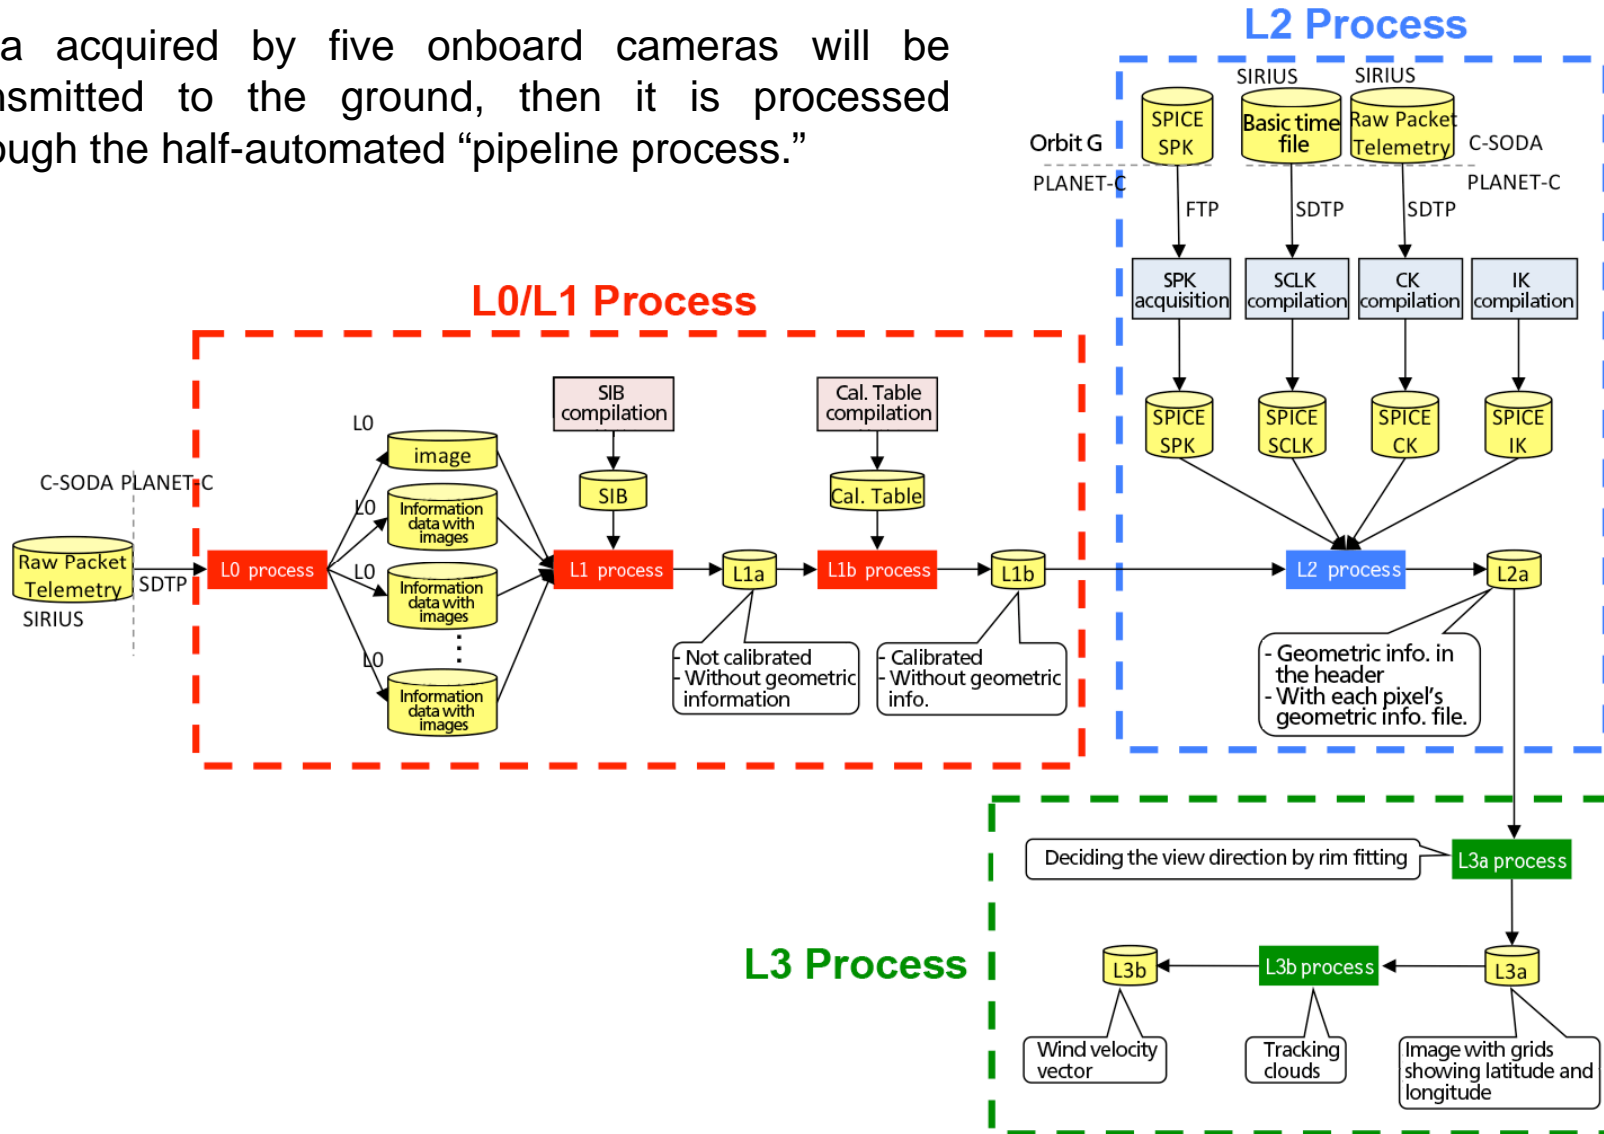 a acquired by five onboard cameras will be
nsmitted to the ground, then it is processed
ough the half-automated “pipeline process.”
L2 Process
SIRIUS
SIRIUS
SPICE
SPK
Basic time
file
Raw Packet
Telemetry
Orbit G
C-SODA
PLANET-C
PLANET-C
FTP
SDTP
SDTP
SPK
acquisition
SCLK
compilation
CK
compilation
IK
compilation
SPICE
SPK
SPICE
SCLK
SPICE
CK
SPICE
IK
L2 process
L2a
- Geometric info. in
the header
- With each pixel's
geometric info. file.
L0/L1 Process
SIB
compilation
Cal. Table
compilation
SIB
Cal. Table
C-SODA PLANET-C
Raw Packet
Telemetry
SIRIUS
SDTP
L0 process
L0
image
L0
Information
data with
images
L0
Information
data with
images
L0
Information
data with
images
L1 process
L1a
L1b process
L1b
- Not calibrated
- Without geometric
information
- Calibrated
- Without geometric
info.
L3 Process
Deciding the view direction by rim fitting
L3a process
L3b
L3b process
L3a
Wind velocity
vector
Tracking
clouds
Image with grids
showing latitude and
longitude